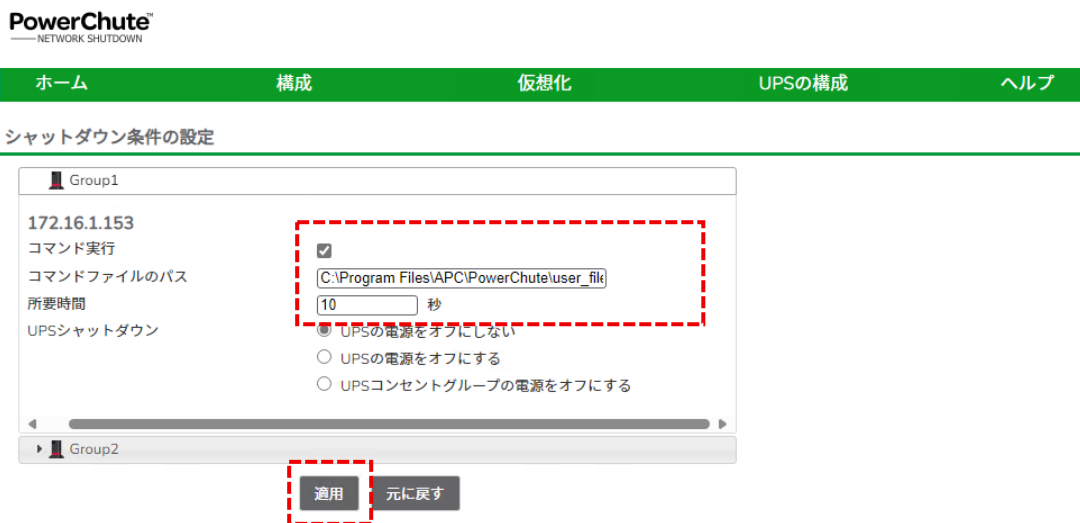 PowerChute™
NETWORK SHUTDOWN
ホーム 構成 仮想化 UPSの構成 ヘルプ
シャットダウン条件の設定
Group1
172.16.1.153
コマンド実行
コマンドファイルのパス C:\Program Files\APC\PowerChute\user_file
所要時間 10 秒
UPSシャットダウン UPSの電源をオフにしない
UPSの電源をオフにする
UPSコンセントグループの電源をオフにする
Group2
適用 元に戻す